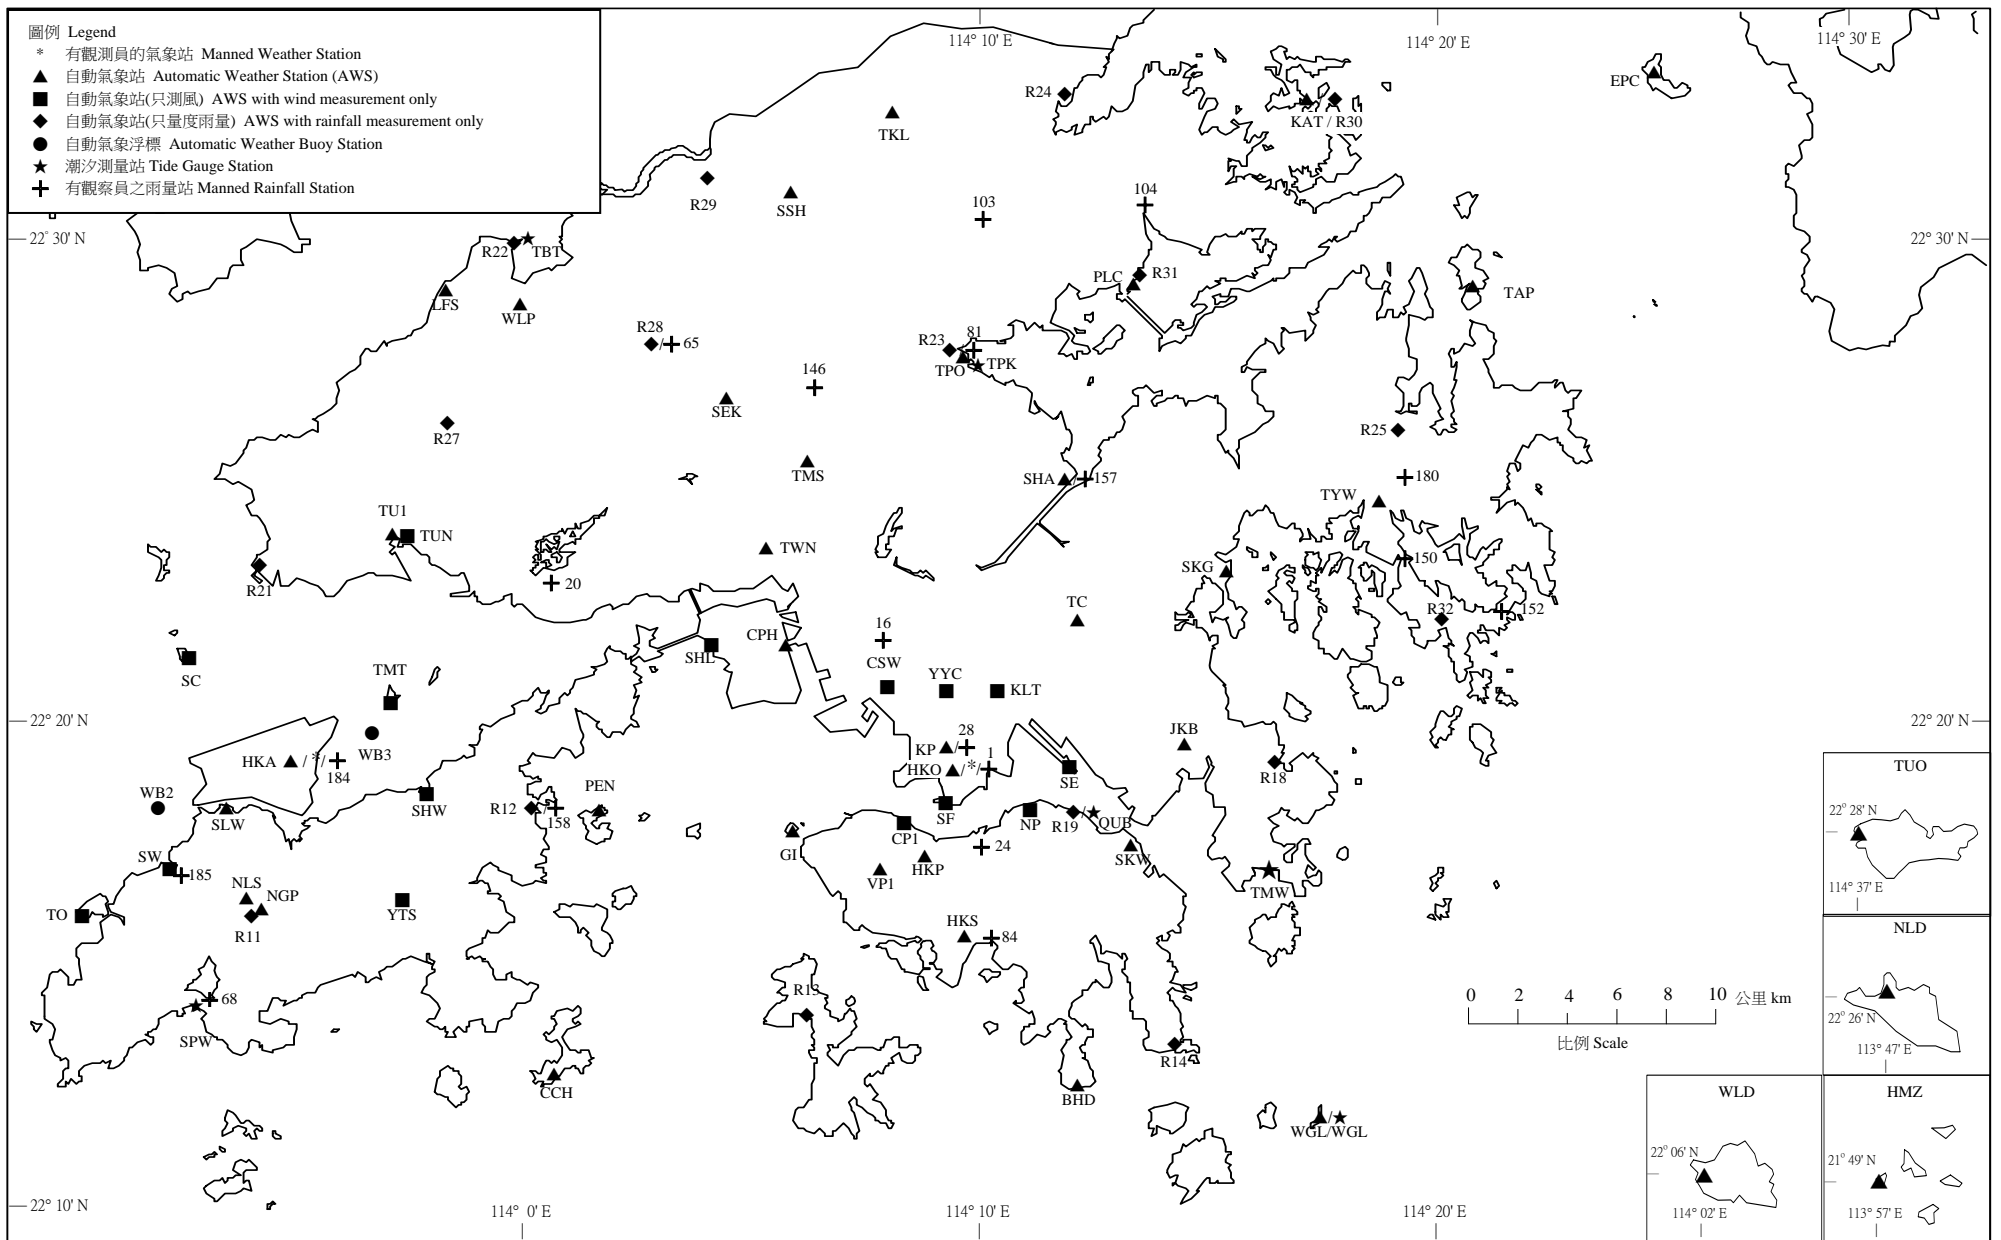 圖例 Legend
* 有觀測員的氣象站 Manned Weather Station
自動氣象站 Automatic Weather Station (AWS)
自動氣象站(只測風) AWS with wind measurement only
自動氣象站(只量度雨量) AWS with rainfall measurement only
自動氣象浮標 Automatic Weather Buoy Station
潮汐測量站 Tide Gauge Station
有觀察員之雨量站 Manned Rainfall Station
114° 10' E
114° 20' E
114° 30' E
EPC
R24
KAT / R30
TKL
R29
SSH
103
104
22° 30' N
22° 30' N
R22
TBT
LFS
WLP
PLC
R31
TAP
R28
/
65
R23
81
TPO
TPK
146
SEK
R27
R25
TMS
SHA
/
157
180
TYW
TU1
TUN
TWN
150
R21
20
SKG
TC
R32
152
16
CPH
SHL
CSW
YYC
KLT
SC
TMT
22° 20' N
22° 20' N
WB3
HKA
/ * /
184
KP
/
28
HKO
/ * /
1
JKB
SE
R18
TUO
22° 28' N
114° 37' E
WB2
SLW
SHW
R12
/
158
PEN
SF
NP
R19
/
QUB
GI
CP1
24
SKW
SW
185
VP1
HKP
TMW
NLS
NGP
R11
TO
YTS
HKS
84
NLD
22° 26' N
113° 47' E
68
SPW
R13
0 2 4 6 8 10 公里 km
比例 Scale
R14
CCH
BHD
WGL/WGL
/
WLD
22° 06' N
114° 02' E
HMZ
21° 49' N
113° 57' E
22° 10' N
114° 0' E
114° 10' E
114° 20' E